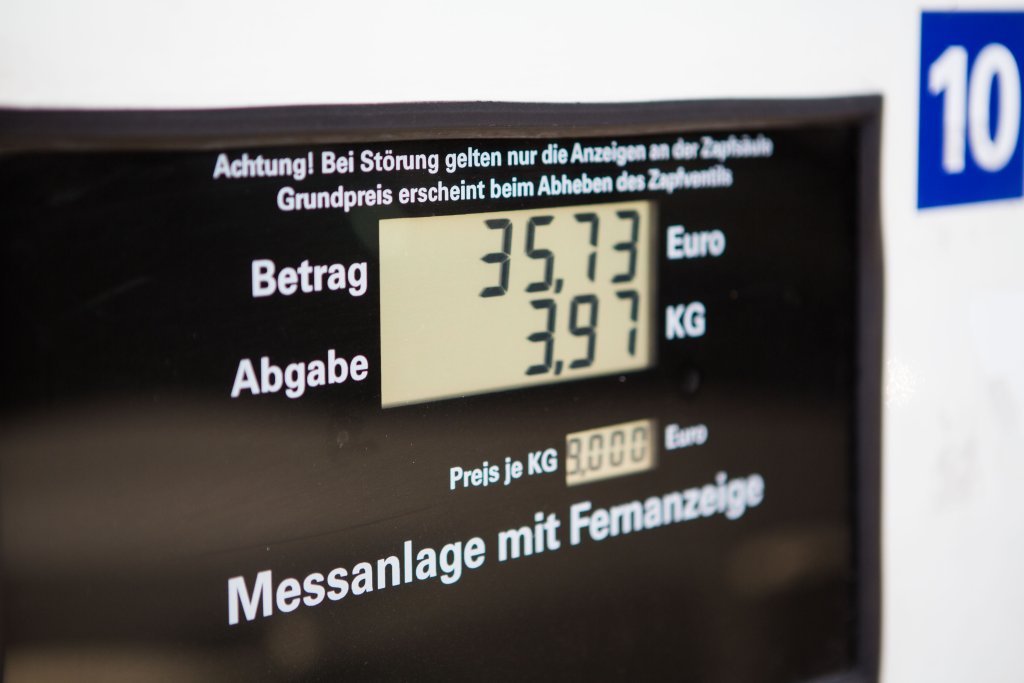 10
Achtung! Bei Störung gelten nur die Anzeigen an der Zapfsäule
Grundpreis erscheint beim Abheben des Zapfventils
Betrag 35,73 Euro
Abgabe 3,97 KG
Preis je KG 9,000 Euro
Messanlage mit Fernanzeige